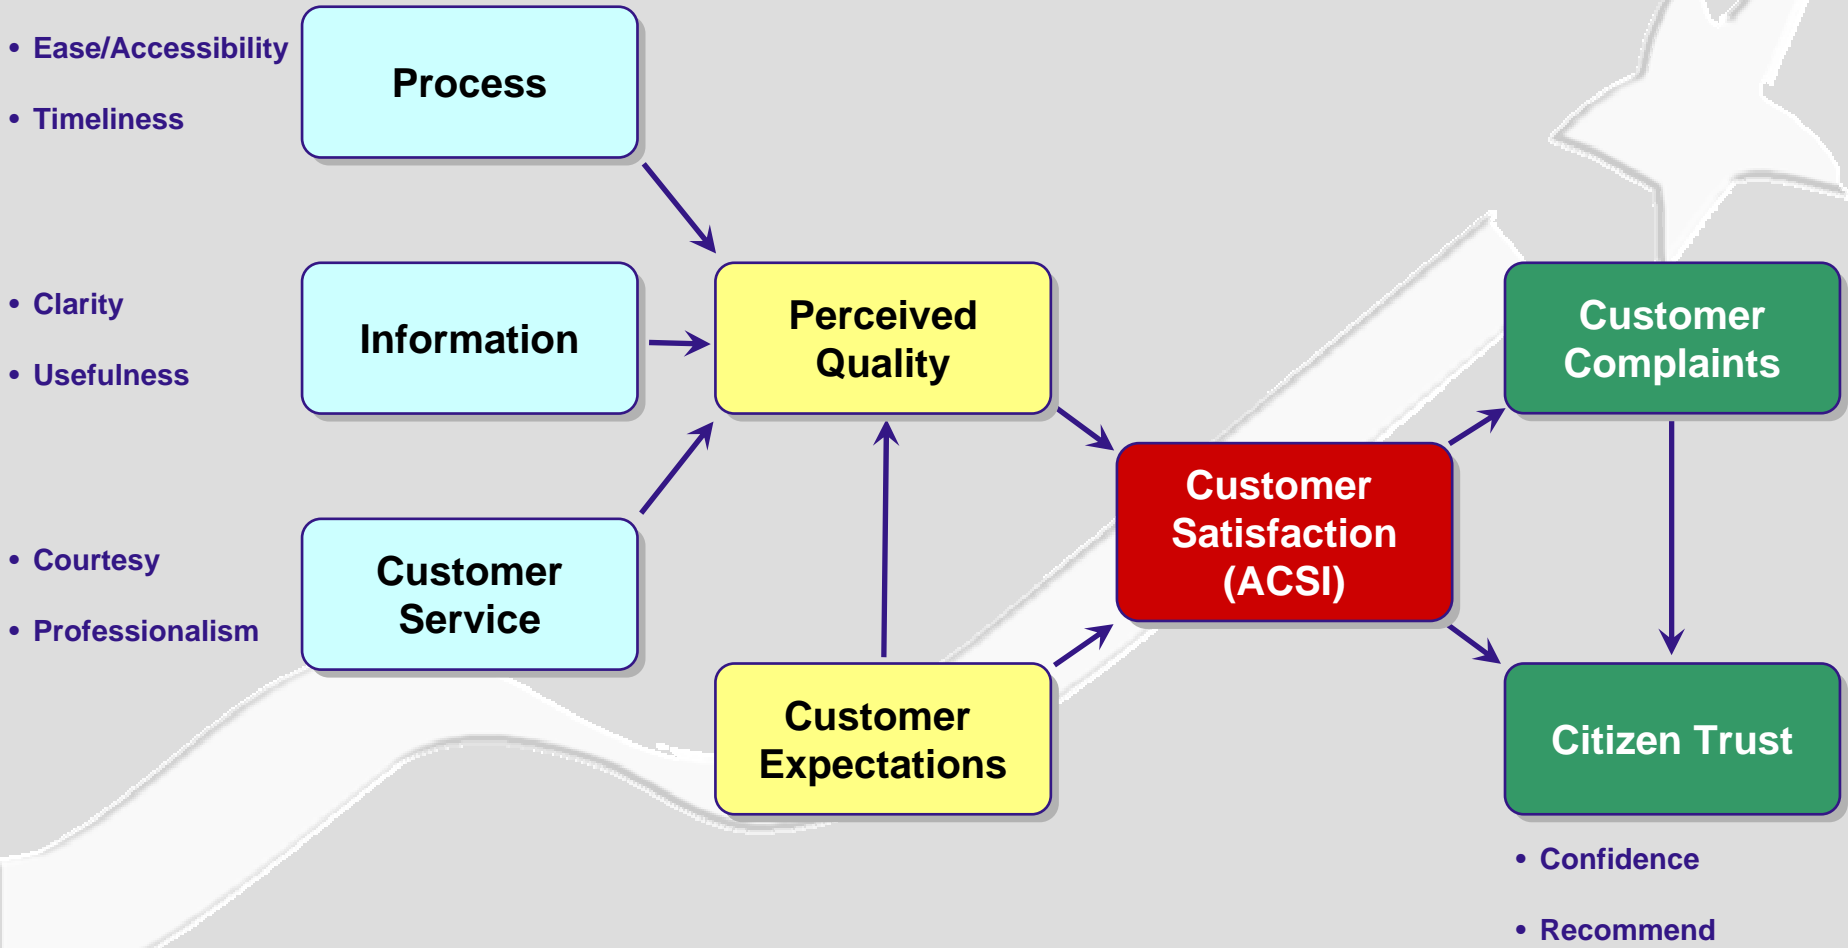 • Ease/Accessibility
• Timeliness
Process
• Clarity
• Usefulness
Information
• Courtesy
• Professionalism
Customer
Service
Perceived
Quality
Customer
Expectations
Customer
Satisfaction
(ACSI)
Customer
Complaints
Citizen Trust
• Confidence
• Recommend